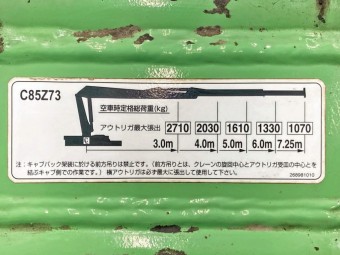 C85Z73
空車時定格総荷重(kg)
アウトリガ最大張出 2710 2030 1610 1330 1070
3.0m 4.0m 5.0m 6.0m 7.25m
注：キャブバック架装に於ける前方吊りは禁止です。（前方吊りとは、クレーンの旋回中心とアウトリガ受皿の中心とを
結ぶキャブ側での作業です。）横アウトリガは必ず最大に張出して使用して下さい。
288981010